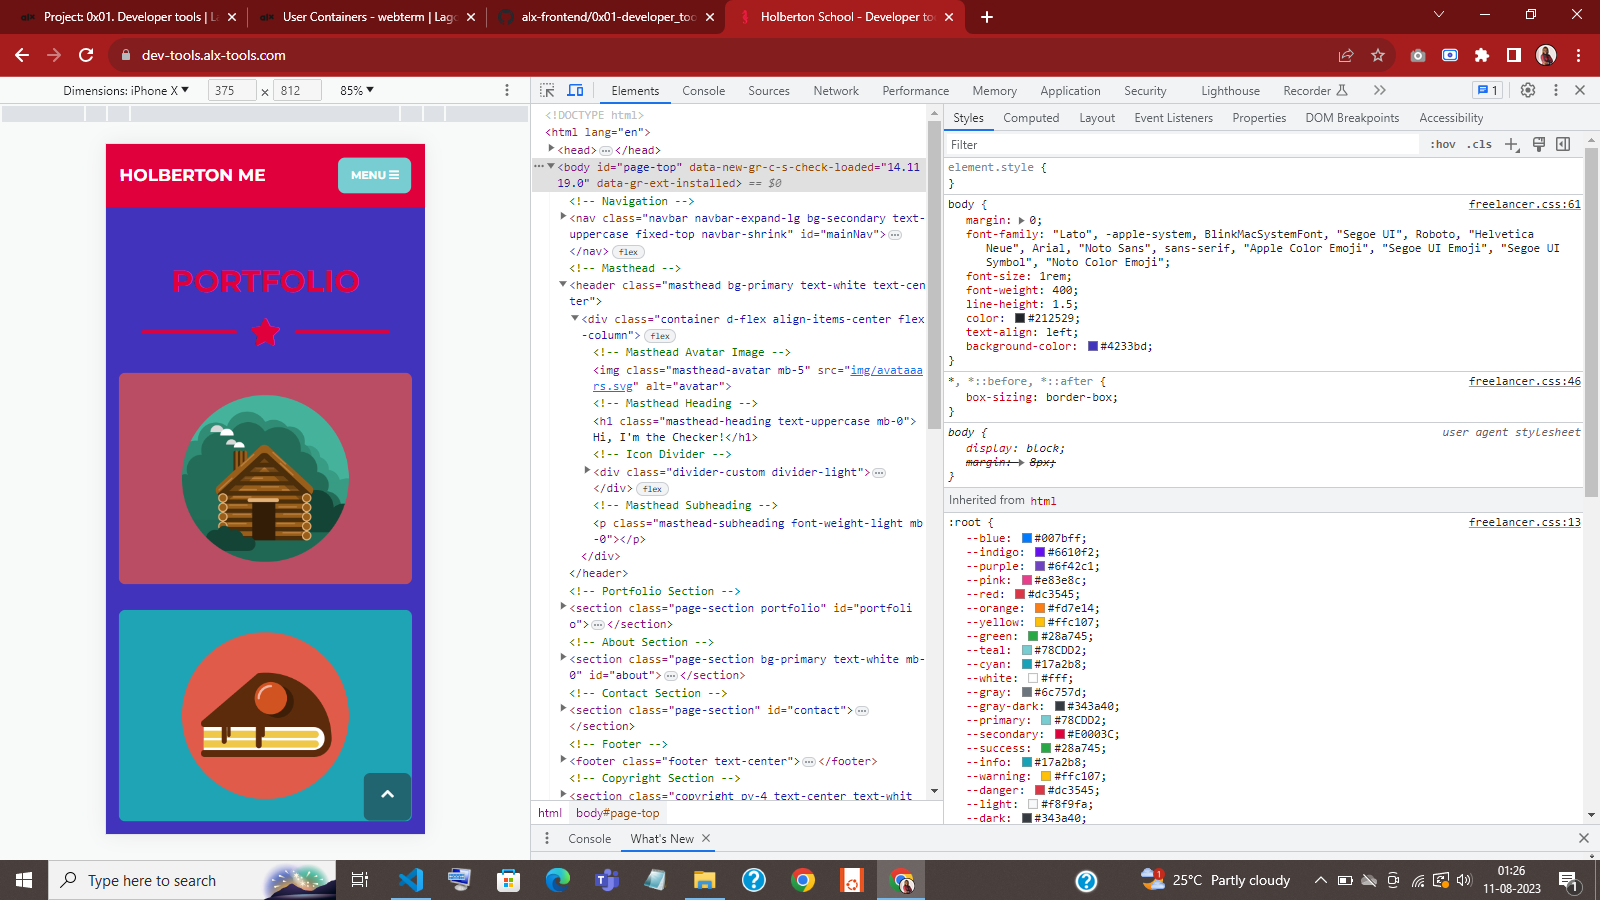 Project: 0x01. Developer tools | L
User Containers - webterm | Lag
alx-frontend/0x01-developer_to
Holberton School - Developer to
dev-tools.alx-tools.com
Dimensions: iPhone X 375 × 812 85%
HOLBERTON ME
MENU
PORTFOLIO
Elements Console Sources Network Performance Memory Application Security Lighthouse Recorder 1
<!DOCTYPE html>
<html lang="en">
<head> … </head>
… <body id="page-top" data-new-gr-c-s-check-loaded="14.11
19.0" data-gr-ext-installed> == $0
<!-- Navigation -->
<nav class="navbar navbar-expand-lg bg-secondary text-
uppercase fixed-top navbar-shrink" id="mainNav"> …
</nav> flex
<!-- Masthead -->
<header class="masthead bg-primary text-white text-cen
ter">
<div class="container d-flex align-items-center flex
-column"> flex
<!-- Masthead Avatar Image -->
<img class="masthead-avatar mb-5" src="img/avataaa
rs.svg" alt="avatar">
<!-- Masthead Heading -->
<h1 class="masthead-heading text-uppercase mb-0">
Hi, I'm the Checker!</h1>
<!-- Icon Divider -->
<div class="divider-custom divider-light"> …
</div> flex
<!-- Masthead Subheading -->
<p class="masthead-subheading font-weight-light mb
-0"></p>
</div>
</header>
<!-- Portfolio Section -->
<section class="page-section portfolio" id="portfoli
o"> … </section>
<!-- About Section -->
<section class="page-section bg-primary text-white mb-
0" id="about"> … </section>
<!-- Contact Section -->
<section class="page-section" id="contact"> …
</section>
<!-- Footer -->
<footer class="footer text-center"> … </footer>
<!-- Copyright Section -->
<section class="copyright py-4 text-center text-whit
html body#page-top
Styles Computed Layout Event Listeners Properties DOM Breakpoints Accessibility
Filter :hov .cls
element.style {
}
body { freelancer.css:61
margin: 0;
font-family: "Lato", -apple-system, BlinkMacSystemFont, "Segoe UI", Roboto, "Helvetica
Neue", Arial, "Noto Sans", sans-serif, "Apple Color Emoji", "Segoe UI Emoji", "Segoe UI
Symbol", "Noto Color Emoji";
font-size: 1rem;
font-weight: 400;
line-height: 1.5;
color: #212529;
text-align: left;
background-color: #4233bd;
}
*, *::before, *::after { freelancer.css:46
box-sizing: border-box;
}
body { user agent stylesheet
display: block;
margin: 8px;
}
Inherited from html
:root { freelancer.css:13
--blue: #007bff;
--indigo: #6610f2;
--purple: #6f42c1;
--pink: #e83e8c;
--red: #dc3545;
--orange: #fd7e14;
--yellow: #ffc107;
--green: #28a745;
--teal: #78CDD2;
--cyan: #17a2b8;
--white: #fff;
--gray: #6c757d;
--gray-dark: #343a40;
--primary: #78CDD2;
--secondary: #E0003C;
--success: #28a745;
--info: #17a2b8;
--warning: #ffc107;
--danger: #dc3545;
--light: #f8f9fa;
--dark: #343a40;
Console What's New
Type here to search
1 25°C Partly cloudy
01:26
11-08-2023
1